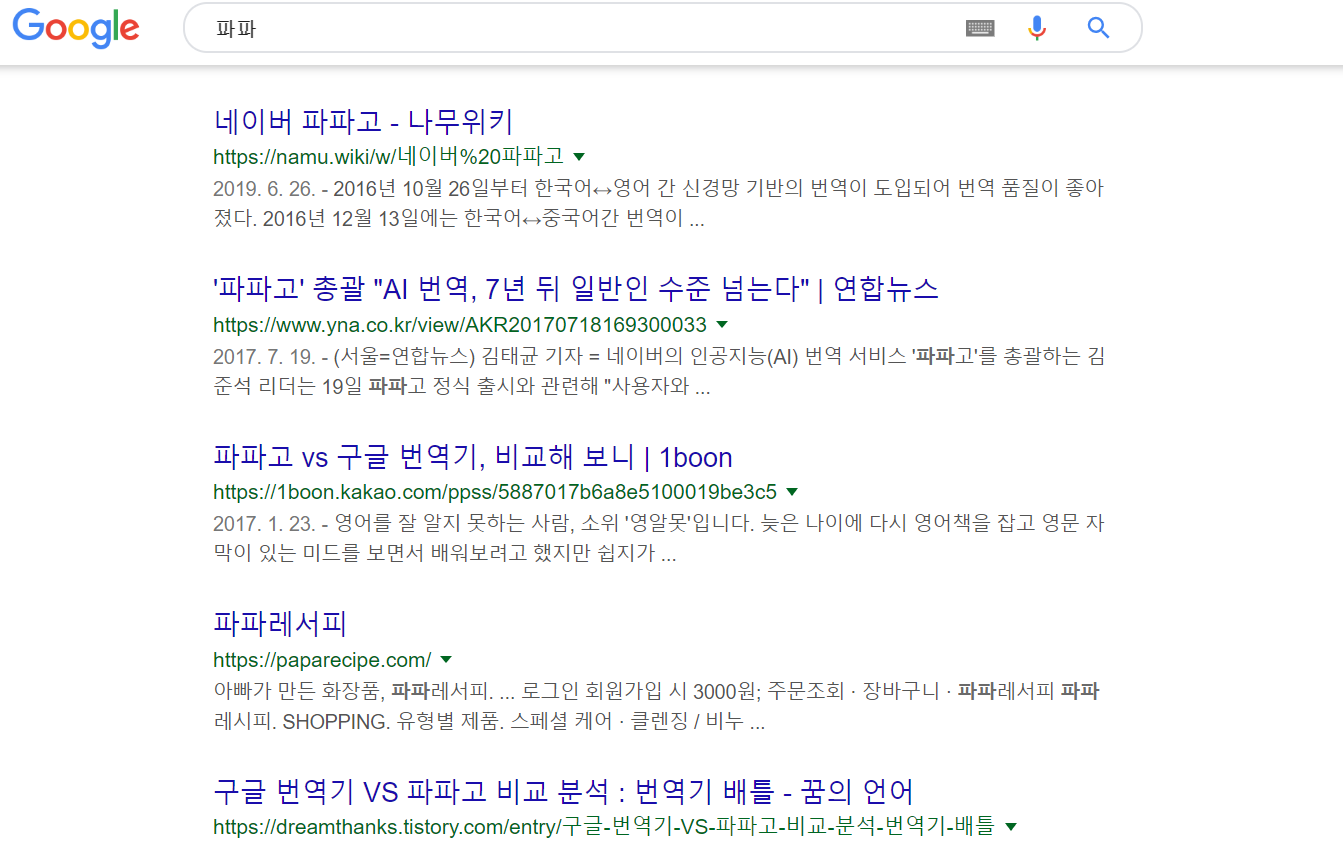 Google
파파
네이버 파파고 - 나무위키
https://namu.wiki/w/네이버%20파파고
2019. 6. 26. - 2016년 10월 26일부터 한국어↔영어 간 신경망 기반의 번역이 도입되어 번역 품질이 좋아
졌다. 2016년 12월 13일에는 한국어↔중국어간 번역이 ...
'파파고' 총괄 "AI 번역, 7년 뒤 일반인 수준 넘는다" | 연합뉴스
https://www.yna.co.kr/view/AKR20170718169300033
2017. 7. 19. - (서울=연합뉴스) 김태균 기자 = 네이버의 인공지능(AI) 번역 서비스 '파파고'를 총괄하는 김
준석 리더는 19일 파파고 정식 출시와 관련해 "사용자와 ...
파파고 vs 구글 번역기, 비교해 보니 | 1boon
https://1boon.kakao.com/ppss/5887017b6a8e5100019be3c5
2017. 1. 23. - 영어를 잘 알지 못하는 사람, 소위 '영알못'입니다. 늦은 나이에 다시 영어책을 잡고 영문 자
막이 있는 미드를 보면서 배워보려고 했지만 쉽지가 ...
파파레서피
https://paparecipe.com/
아빠가 만든 화장품, 파파레서피. ... 로그인 회원가입 시 3000원; 주문조회 · 장바구니 · 파파레서피 파파
레시피. SHOPPING. 유형별 제품. 스페셜 케어 · 클렌징 / 비누 ...
구글 번역기 VS 파파고 비교 분석 : 번역기 배틀 - 꿈의 언어
https://dreamthanks.tistory.com/entry/구글-번역기-VS-파파고-비교-분석-번역기-배틀